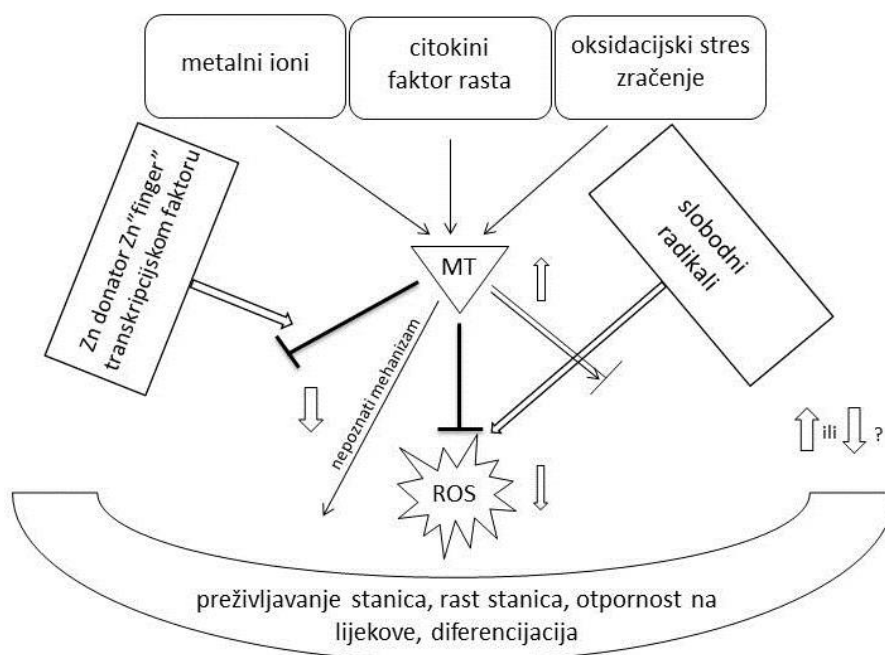 metalni ioni
citokini
faktor rasta
oksidacijski stres
zračenje
Zn donator Zn"finger"
transkripcijskom faktoru
slobodni
radikali
MT
nepoznati mehanizam
ROS
ili ?
preživljavanje stanica, rast stanica, otpornost na
lijekove, diferencijacija